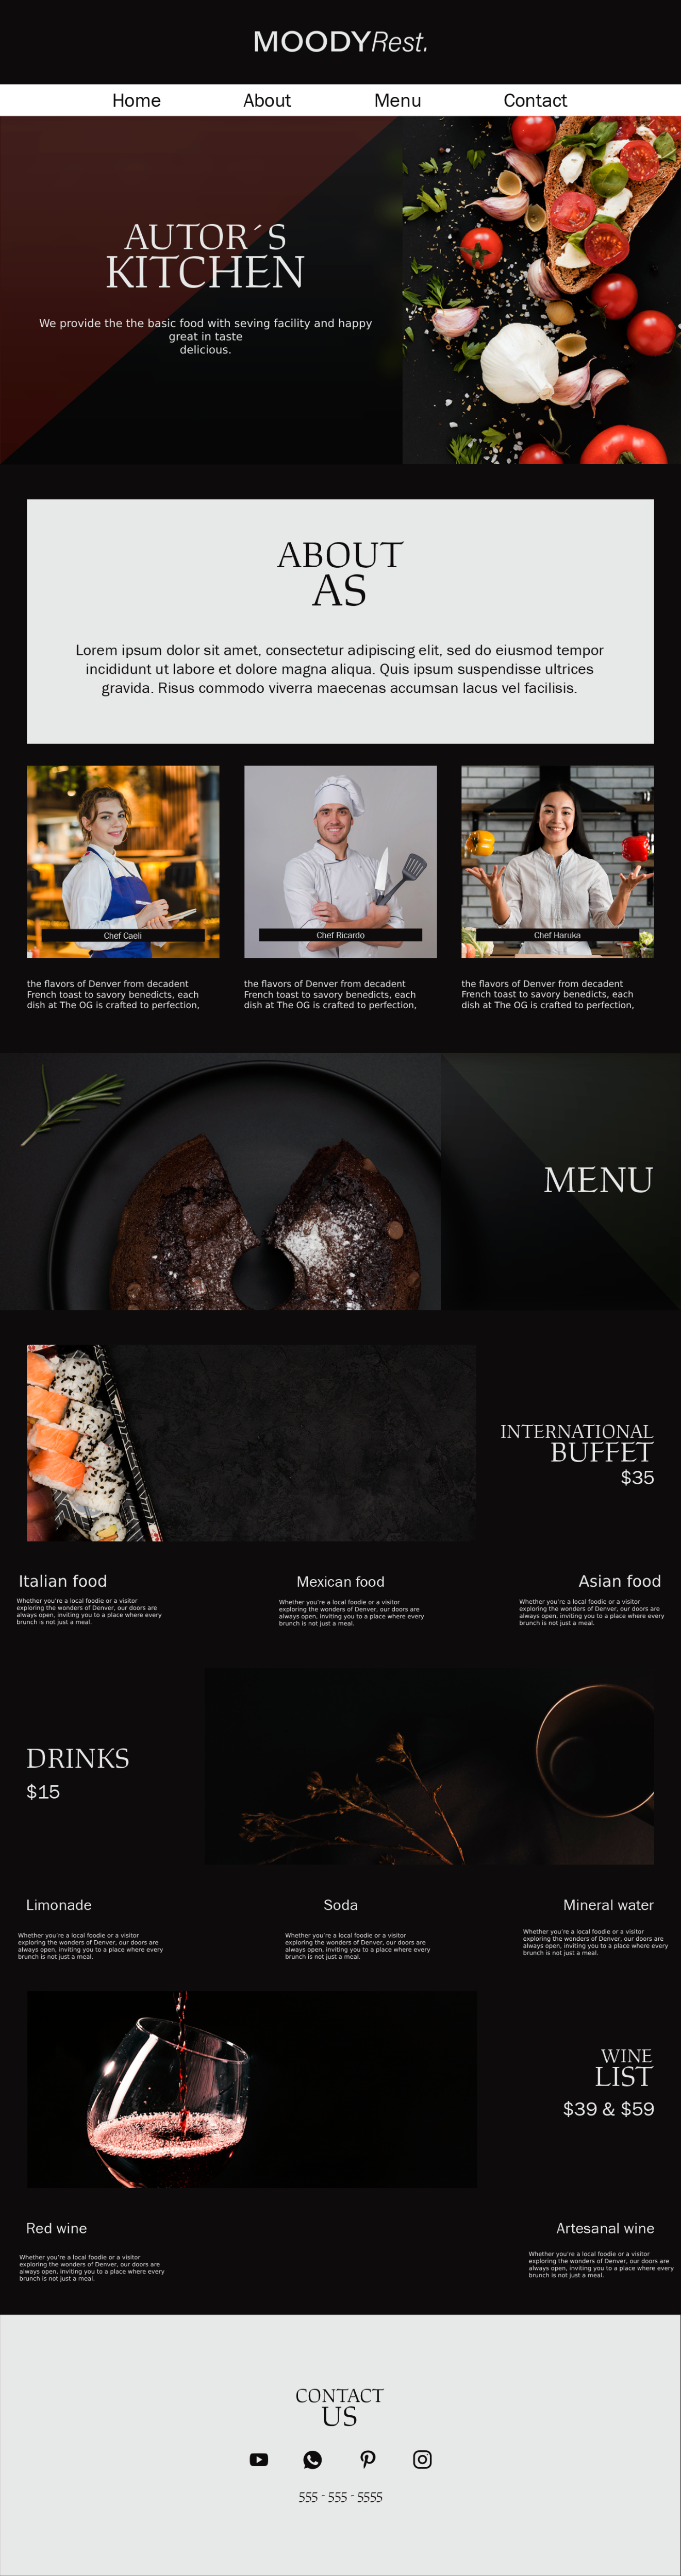 MOODYRest.
Home About Menu Contact
AUTOR´S
KITCHEN
We provide the the basic food with seving facility and happy
great in taste
delicious.
ABOUT
AS
Lorem ipsum dolor sit amet, consectetur adipiscing elit, sed do eiusmod tempor
incididunt ut labore et dolore magna aliqua. Quis ipsum suspendisse ultrices
gravida. Risus commodo viverra maecenas accumsan lacus vel facilisis.
Chef Caeli
Chef Ricardo
Chef Haruka
the flavors of Denver from decadent
French toast to savory benedicts, each
dish at The OG is crafted to perfection,
the flavors of Denver from decadent
French toast to savory benedicts, each
dish at The OG is crafted to perfection,
the flavors of Denver from decadent
French toast to savory benedicts, each
dish at The OG is crafted to perfection,
MENU
INTERNATIONAL
BUFFET
$35
Italian food
Whether you're a local foodie or a visitor
exploring the wonders of Denver, our doors are
always open, inviting you to a place where every
brunch is not just a meal.
Mexican food
Whether you're a local foodie or a visitor
exploring the wonders of Denver, our doors are
always open, inviting you to a place where every
brunch is not just a meal.
Asian food
Whether you're a local foodie or a visitor
exploring the wonders of Denver, our doors are
always open, inviting you to a place where every
brunch is not just a meal.
DRINKS
$15
Limonade
Whether you're a local foodie or a visitor
exploring the wonders of Denver, our doors are
always open, inviting you to a place where every
brunch is not just a meal.
Soda
Whether you're a local foodie or a visitor
exploring the wonders of Denver, our doors are
always open, inviting you to a place where every
brunch is not just a meal.
Mineral water
Whether you're a local foodie or a visitor
exploring the wonders of Denver, our doors are
always open, inviting you to a place where every
brunch is not just a meal.
WINE
LIST
$39 & $59
Red wine
Whether you're a local foodie or a visitor
exploring the wonders of Denver, our doors are
always open, inviting you to a place where every
brunch is not just a meal.
Artesanal wine
Whether you're a local foodie or a visitor
exploring the wonders of Denver, our doors are
always open, inviting you to a place where every
brunch is not just a meal.
CONTACT
US
555 - 555 - 5555